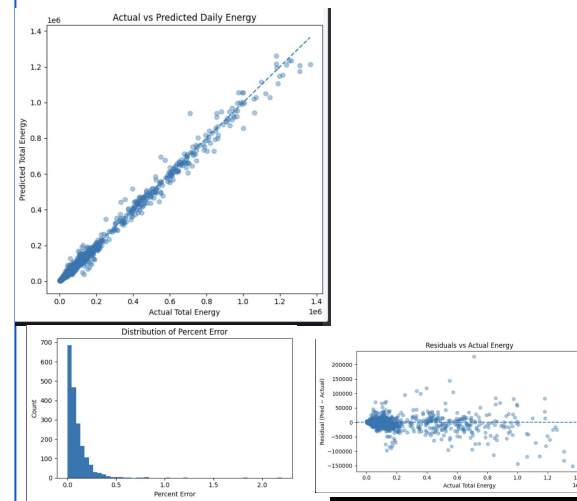 Actual vs Predicted Daily Energy
1e6
1.4
1.2
1.0
0.8
0.6
0.4
0.2
0.0
Predicted Total Energy
0.0 0.2 0.4 0.6 0.8 1.0 1.2 1.4
1e6
Actual Total Energy
Distribution of Percent Error
700
600
500
400
300
200
100
0
Count
0.0 0.5 1.0 1.5 2.0
Percent Error
Residuals vs Actual Energy
200000
150000
100000
50000
0
−50000
−100000
−150000
Residual (Pred − Actual)
0.0 0.2 0.4 0.6 0.8 1.0 1.2
Actual Total Energy